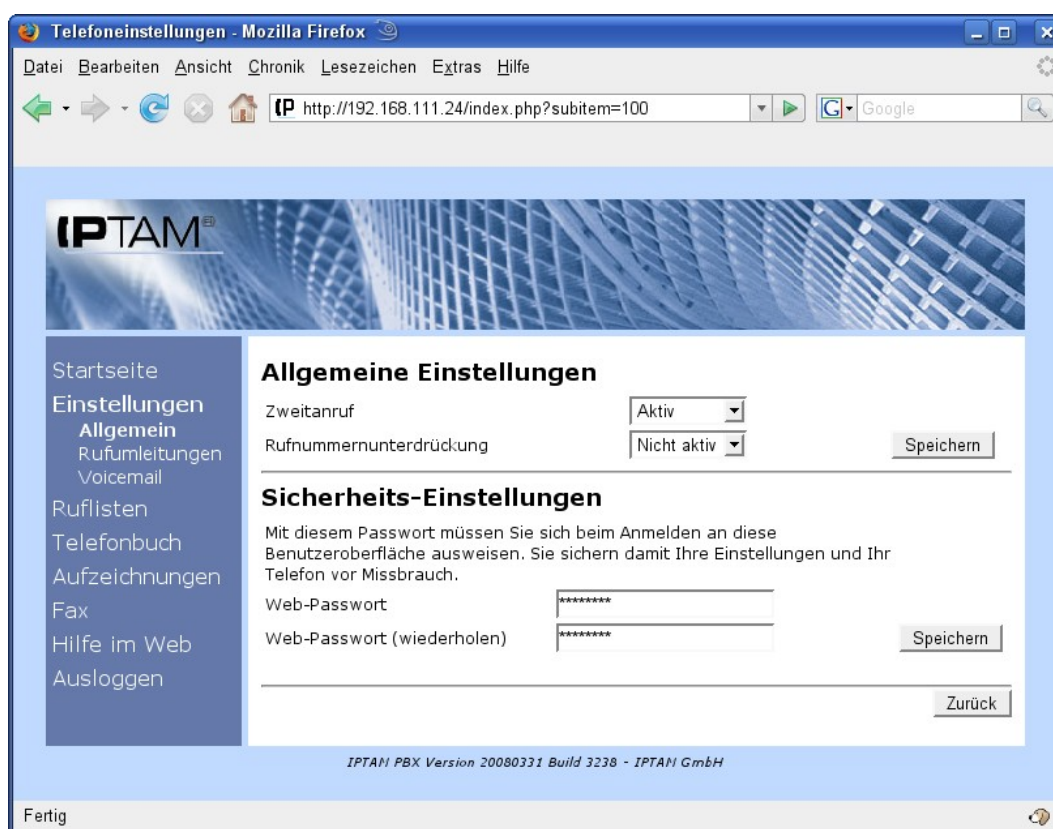 Telefoneinstellungen - Mozilla Firefox
Datei Bearbeiten Ansicht Chronik Lesezeichen Extras Hilfe
http://192.168.111.24/index.php?subitem=100
G Google
IPTAM®
Startseite
Einstellungen
Allgemein
Rufumleitungen
Voicemail
Ruflisten
Telefonbuch
Aufzeichnungen
Fax
Hilfe im Web
Ausloggen
Allgemeine Einstellungen
Zweitanruf Aktiv
Rufnummernunterdrückung Nicht aktiv Speichern
Sicherheits-Einstellungen
Mit diesem Passwort müssen Sie sich beim Anmelden an diese
Benutzeroberfläche ausweisen. Sie sichern damit Ihre Einstellungen und Ihr
Telefon vor Missbrauch.
Web-Passwort ********
Web-Passwort (wiederholen) ******** Speichern
Zurück
IPTAM PBX Version 20080331 Build 3238 - IPTAM GmbH
Fertig